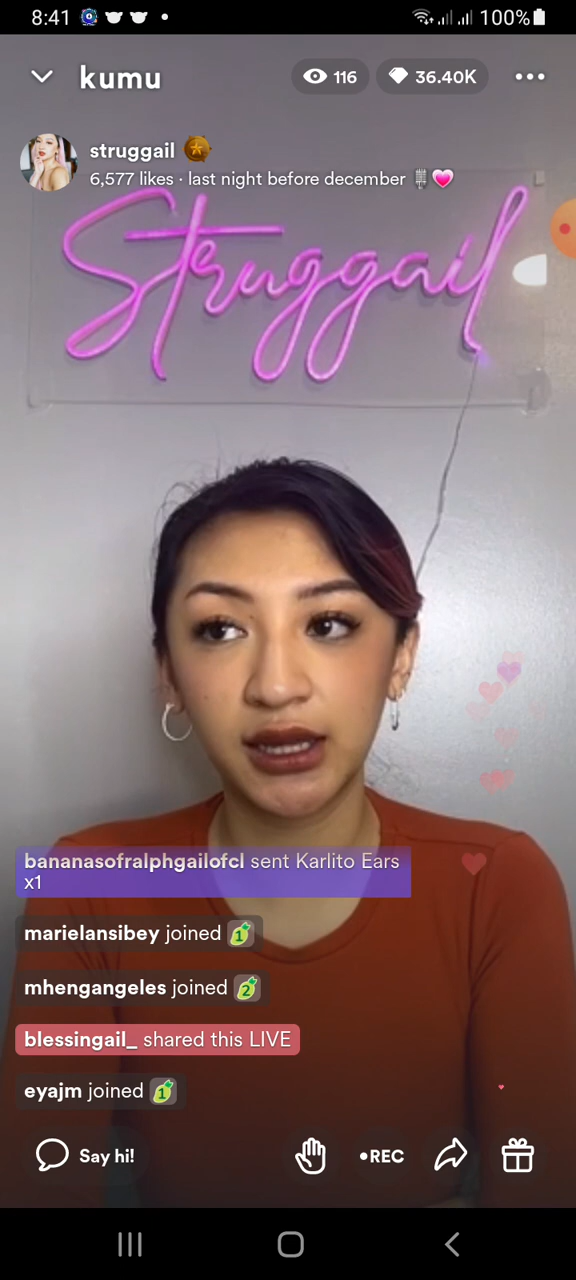 8:41
100%
kumu
116
36.40K
struggail
6,577 likes · last night before december 🗓️💗
Struggail
bananasofralphgailofcl sent Karlito Ears
x1
marielansibey joined 1
mhengangeles joined 2
blessingail_ shared this LIVE
eyajm joined 1
Say hi!
•REC